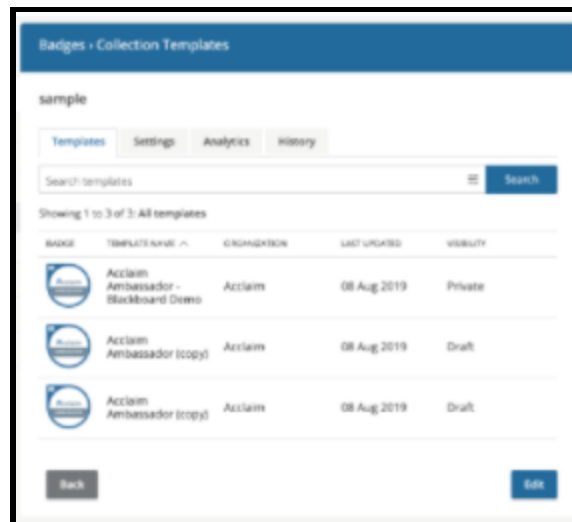 Badges › Collection Templates
sample
Templates Settings Analytics History
Search templates Search
Showing 1 to 3 of 3: All templates
BADGE TEMPLATE NAME ORGANIZATION LAST UPDATED VISIBILITY
Acclaim
Ambassador - Acclaim 08 Aug 2019 Private
Blackboard Demo
Acclaim
Ambassador (copy) Acclaim 08 Aug 2019 Draft
Acclaim
Ambassador (copy) Acclaim 08 Aug 2019 Draft
Back Edit